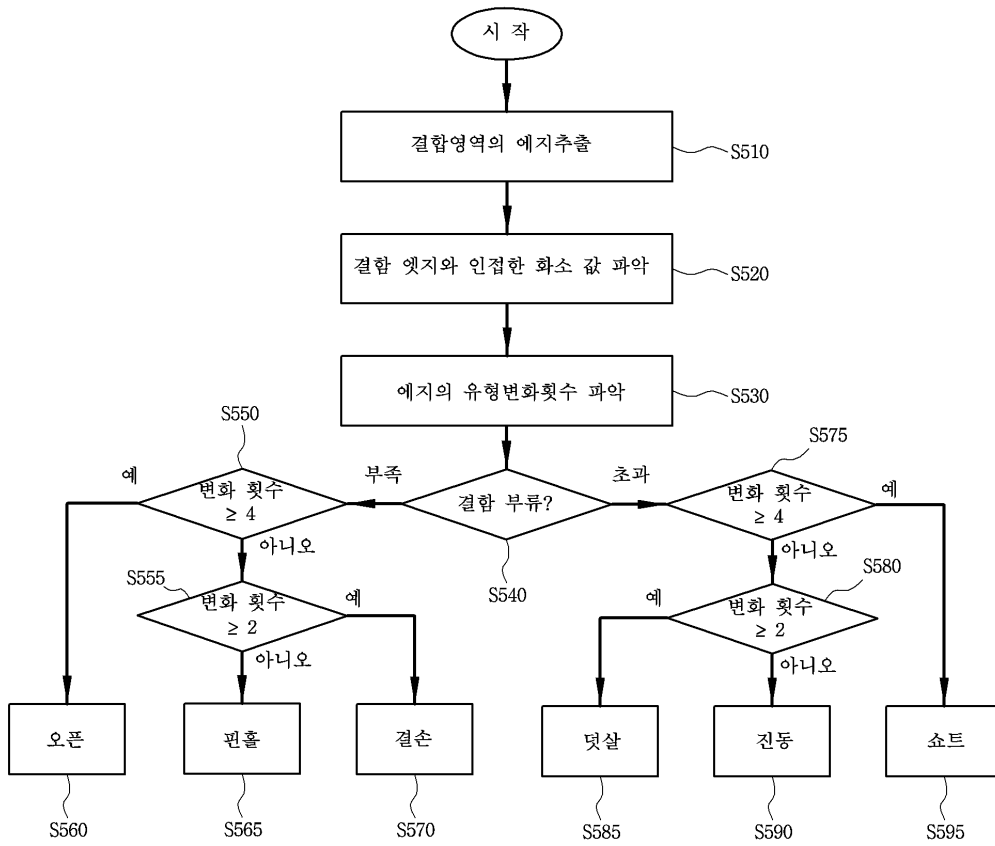 시 작
결합영역의 에지추출
S510
결함 엣지와 인접한 화소 값 파악
S520
에지의 유형변화횟수 파악
S530
S550
S575
예
부족
초과
예
변화 횟수
≥ 4
결함 부류?
변화 횟수
≥ 4
아니오
아니오
S555
S540
S580
변화 횟수
≥ 2
예
예
변화 횟수
≥ 2
아니오
아니오
오픈
핀홀
결손
덧살
진동
쇼트
S560
S565
S570
S585
S590
S595